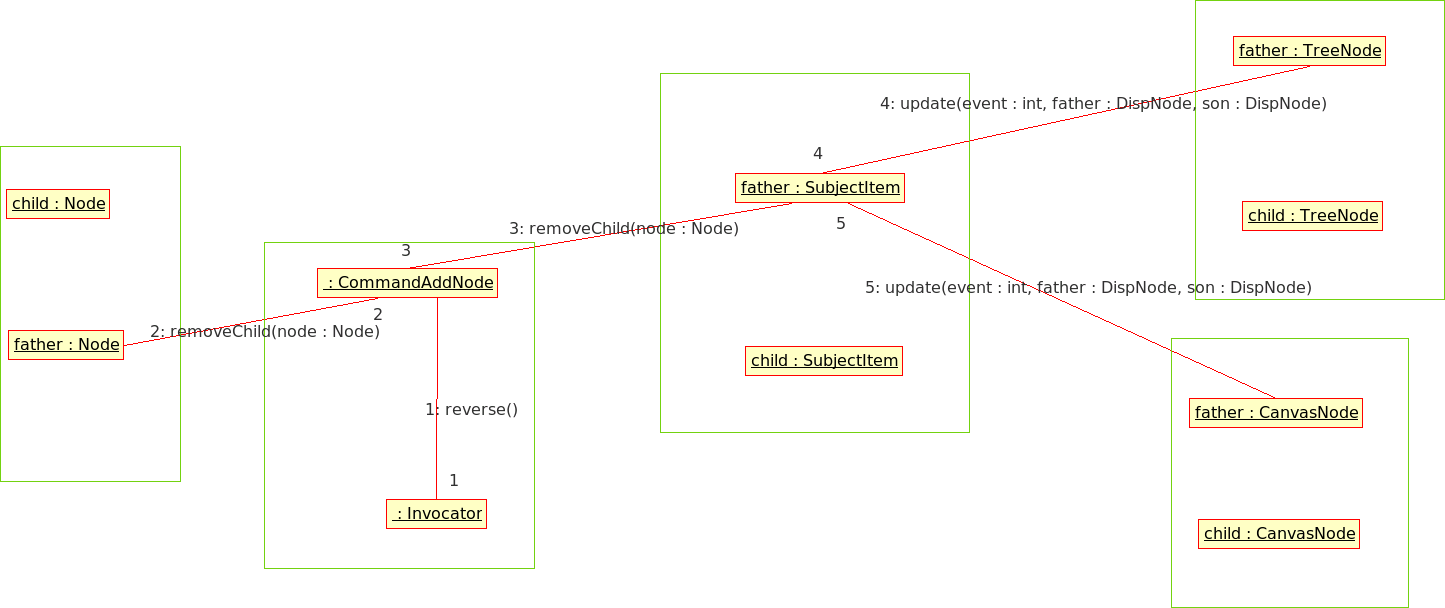 father : TreeNode
4: update(event : int, father : DispNode, son : DispNode)
4
father : SubjectItem
child : Node
child : TreeNode
5
3: removeChild(node : Node)
3
: CommandAddNode
5: update(event : int, father : DispNode, son : DispNode)
2
2: removeChild(node : Node)
father : Node
child : SubjectItem
1: reverse()
father : CanvasNode
1
: Invocator
child : CanvasNode